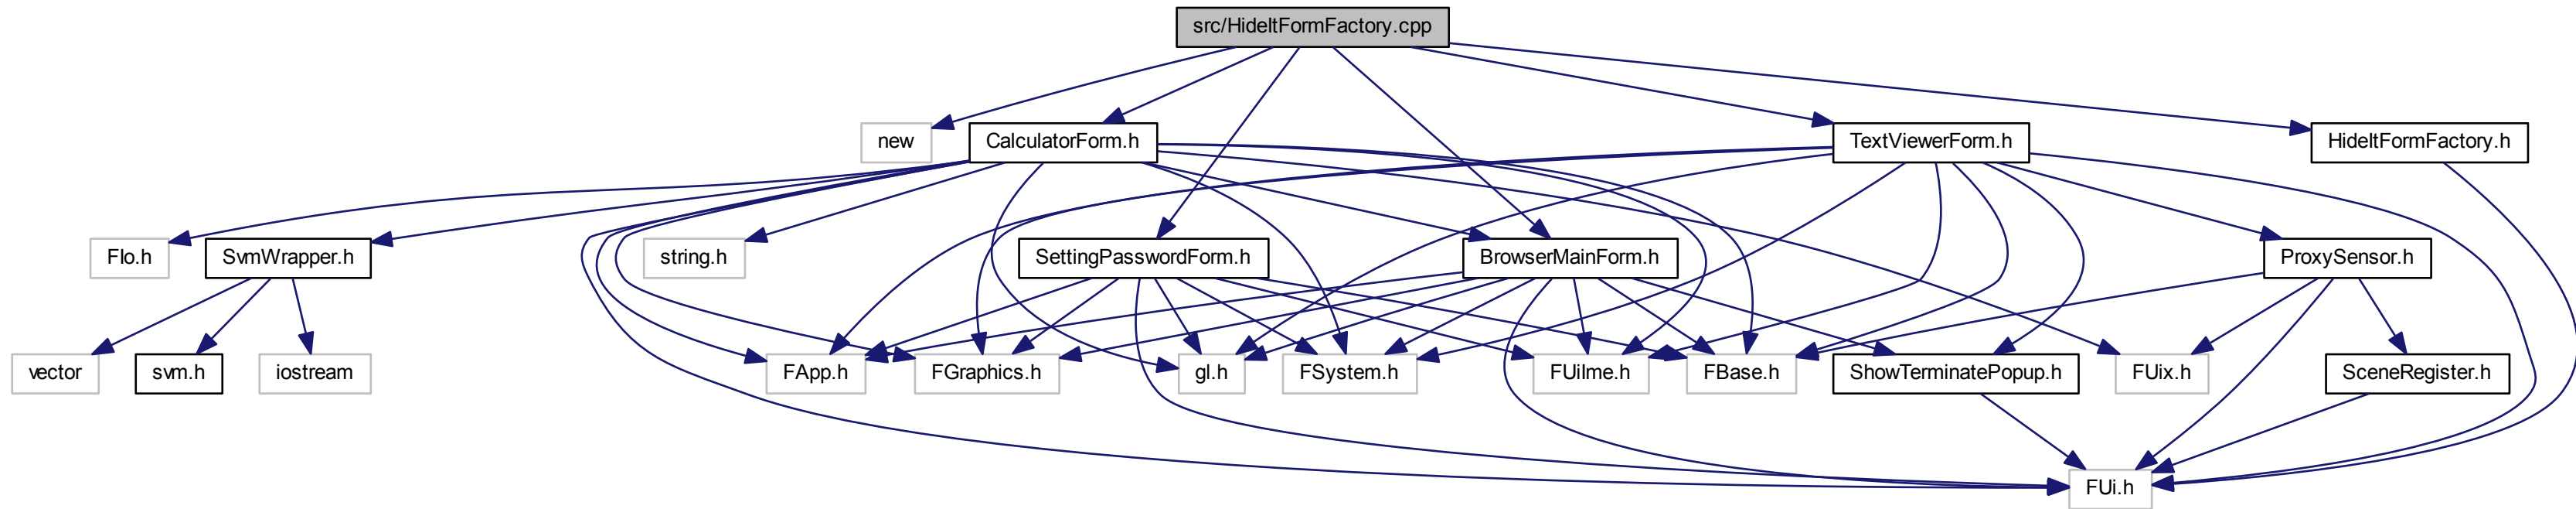 src/HideItFormFactory.cpp
new
CalculatorForm.h
TextViewerForm.h
HideItFormFactory.h
FIo.h
SvmWrapper.h
string.h
SettingPasswordForm.h
BrowserMainForm.h
ProxySensor.h
vector
svm.h
iostream
FApp.h
FGraphics.h
gl.h
FSystem.h
FUiIme.h
FBase.h
ShowTerminatePopup.h
FUix.h
SceneRegister.h
FUi.h